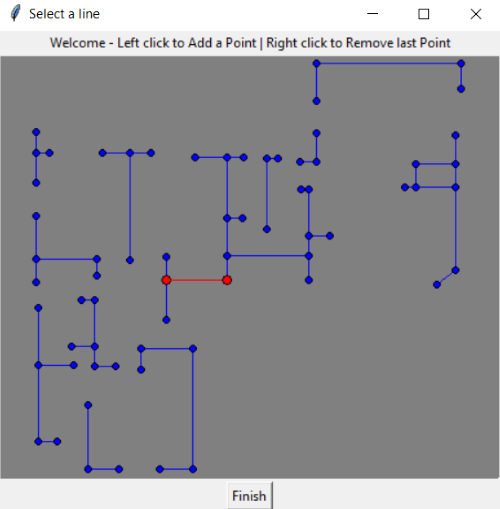 Select a line
Welcome - Left click to Add a Point | Right click to Remove last Point
Finish